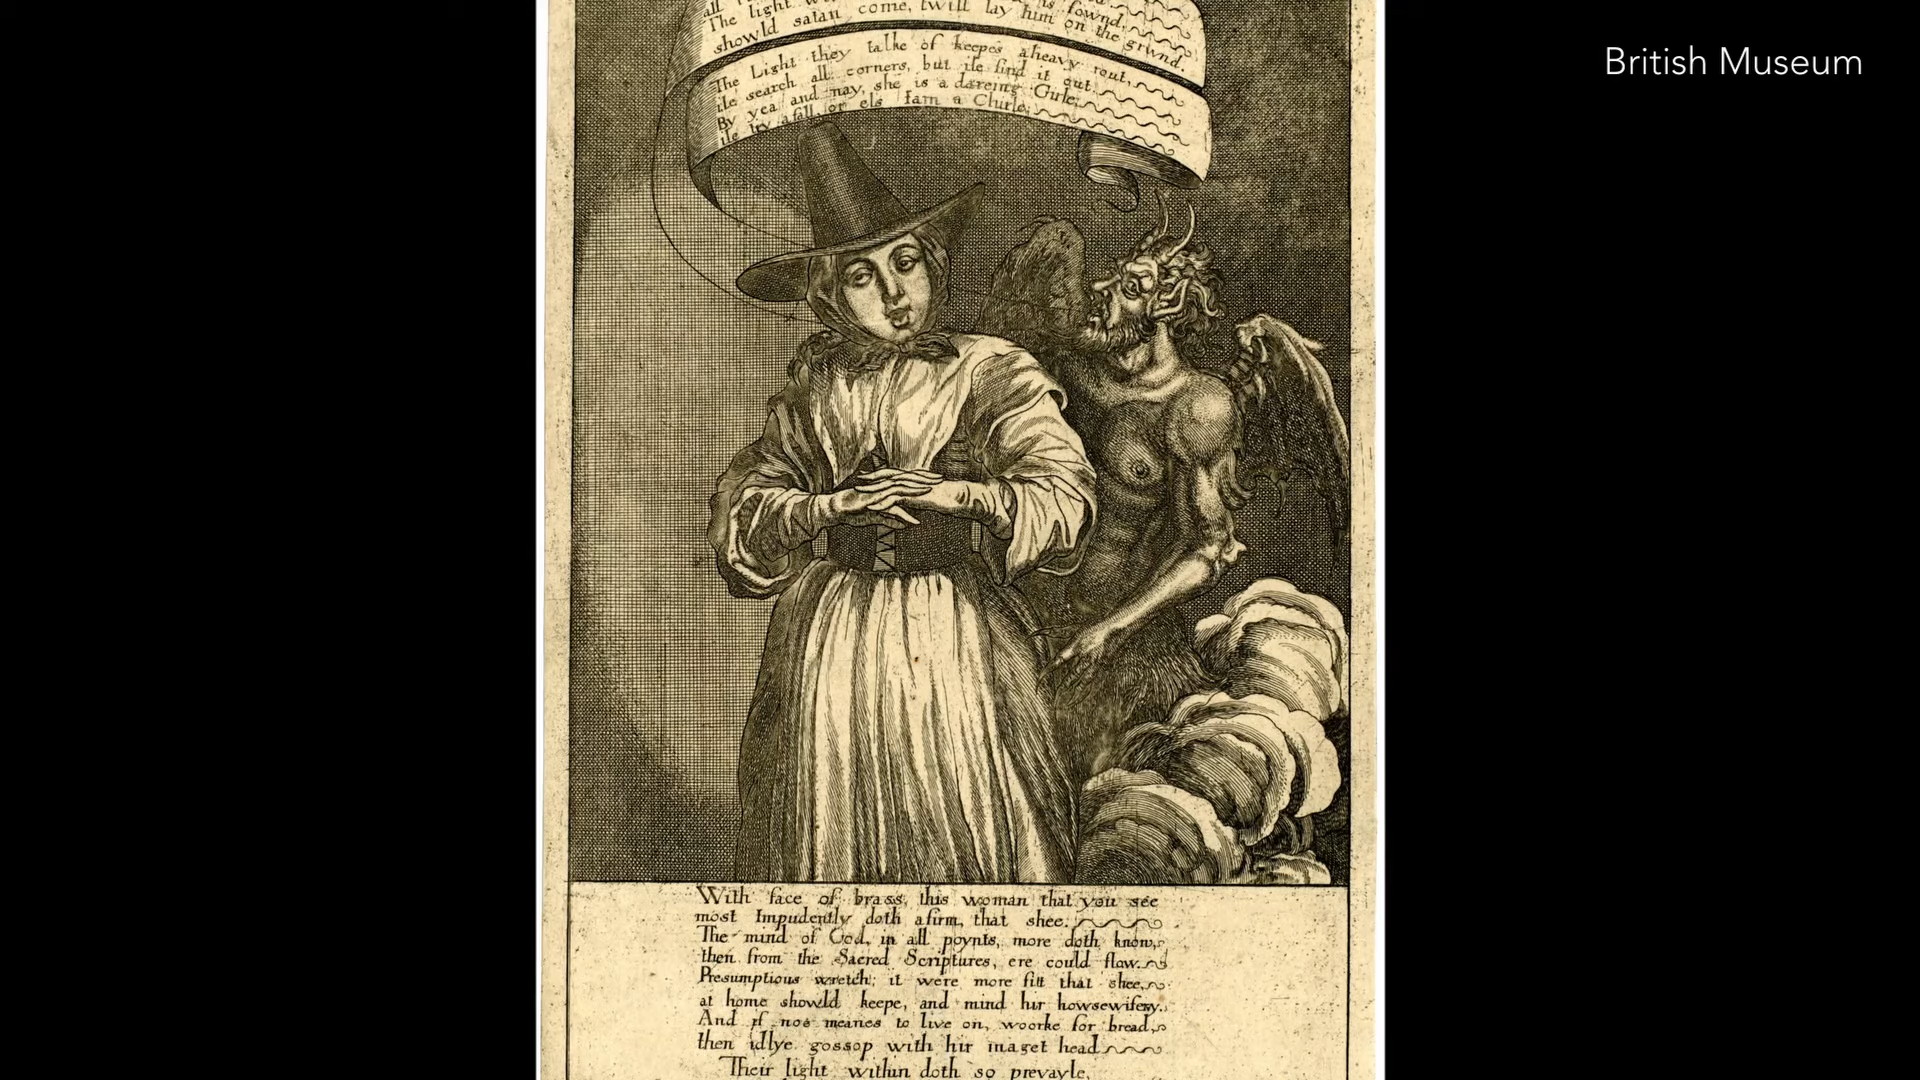 British Museum
all
The light is fownd,
showld satan come, twill lay him on the grwnd.
The Light they talke of keepes a heavy rout,
ile search all corners, but ile find it out,
By yea and nay, she is a dareing Girle,
ile try a fall, or els I am a Churle,
With face of brass, this woman that you see
most Impudently doth afirm, that shee.
The mind of God, in all poynts, more doth know,
then from the Sacred Scriptures, ere could flow.
Presumptious wretch; it were more fitt that shee,
at home showld keepe, and mind hir howsewifery.
And if noe meanes to live on, woorke for bread,
then idlye gossop with hir maget head
Their light within doth so prevayle,